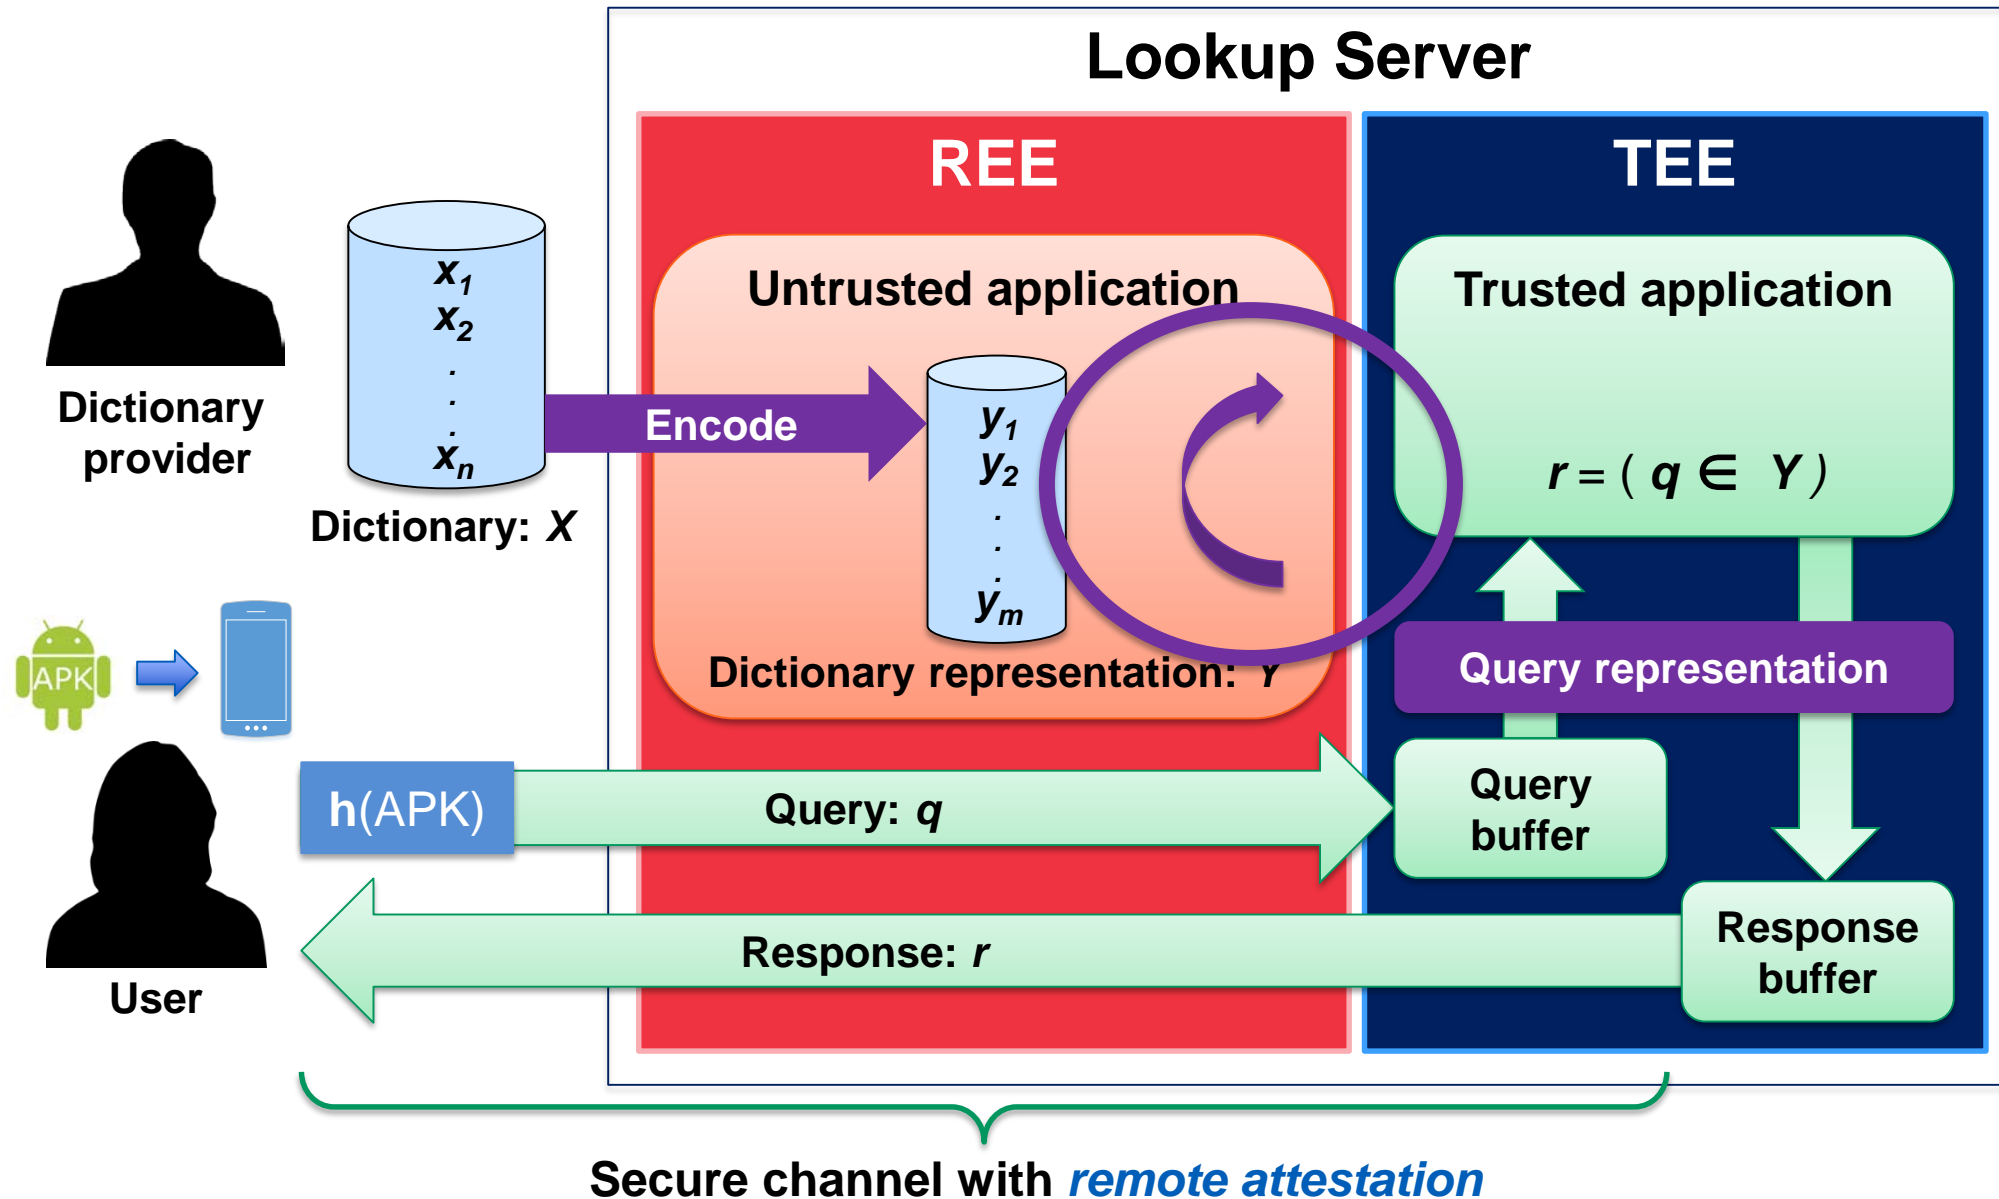 Lookup Server
REE
TEE
x1
x2
.
.
.
xn
Dictionary
provider
Dictionary: X
Encode
Untrusted application
y1
y2
.
.
.
ym
Dictionary representation: Y
Trusted application
r = ( q ∈ Y )
Query representation
APK
h(APK)
Query: q
Query
buffer
Response: r
Response
buffer
User
Secure channel with remote attestation